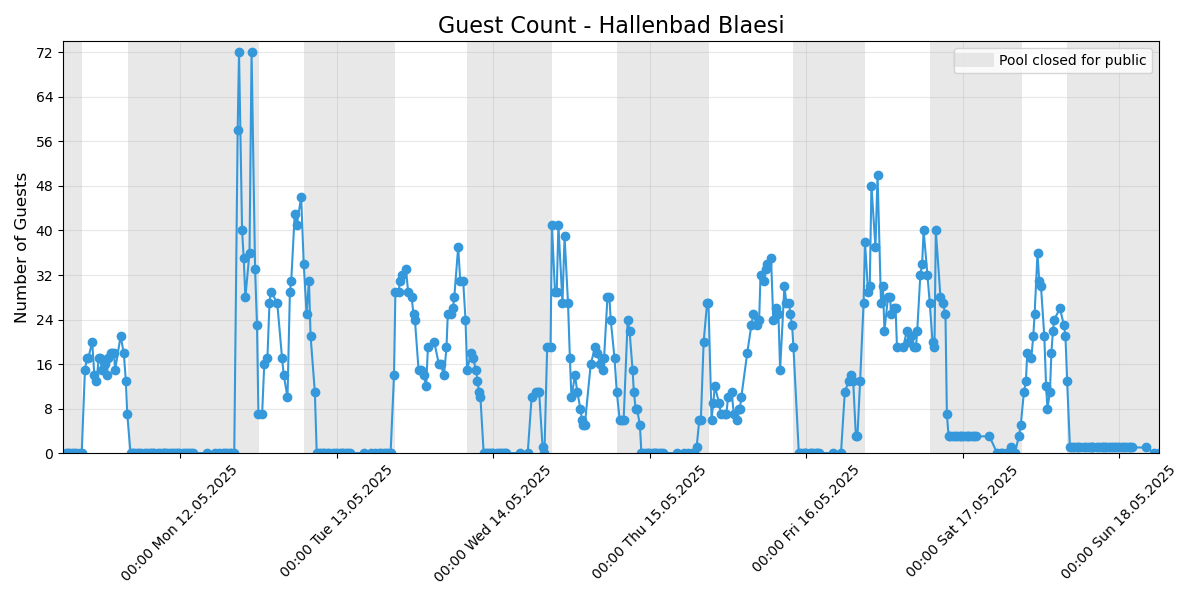 Guest Count - Hallenbad Blaesi
Pool closed for public
Number of Guests
72
64
56
48
40
32
24
16
8
0
00:00 Mon 12.05.2025
00:00 Tue 13.05.2025
00:00 Wed 14.05.2025
00:00 Thu 15.05.2025
00:00 Fri 16.05.2025
00:00 Sat 17.05.2025
00:00 Sun 18.05.2025